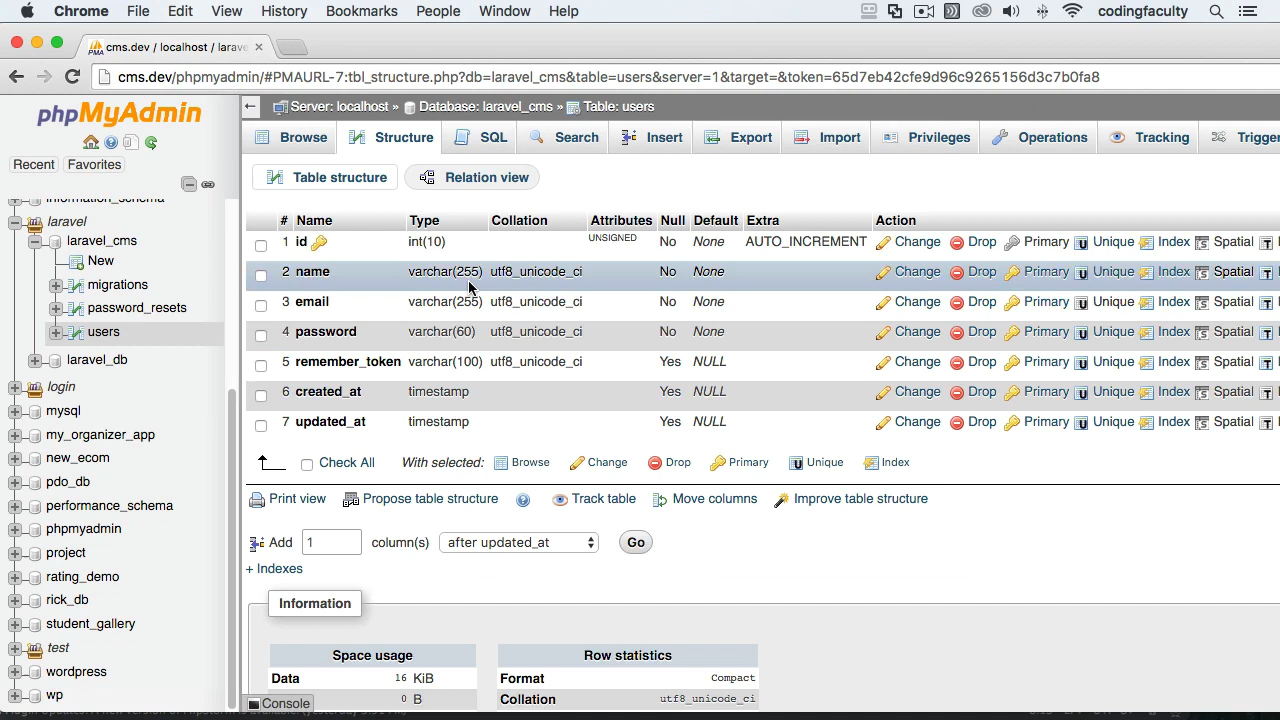 Chrome File Edit View History Bookmarks People Window Help codingfaculty
cms.dev / localhost / larave
cms.dev/phpmyadmin/#PMAURL-7:tbl_structure.php?db=laravel_cms&table=users&server=1&target=&token=65d7eb42cfe9d96c9265156d3c7b0fa8
phpMyAdmin
Recent Favorites
information_schema
laravel
laravel_cms
New
migrations
password_resets
users
laravel_db
login
mysql
my_organizer_app
new_ecom
pdo_db
performance_schema
phpmyadmin
project
rating_demo
rick_db
student_gallery
test
wordpress
wp
Server: localhost » Database: laravel_cms » Table: users
Browse Structure SQL Search Insert Export Import Privileges Operations Tracking Trigge
Table structure Relation view
# Name Type Collation Attributes Null Default Extra Action
1 id int(10) UNSIGNED No None AUTO_INCREMENT Change Drop Primary Unique Index Spatial
2 name varchar(255) utf8_unicode_ci No None Change Drop Primary Unique Index Spatial
3 email varchar(255) utf8_unicode_ci No None Change Drop Primary Unique Index Spatial
4 password varchar(60) utf8_unicode_ci No None Change Drop Primary Unique Index Spatial
5 remember_token varchar(100) utf8_unicode_ci Yes NULL Change Drop Primary Unique Index Spatial
6 created_at timestamp Yes NULL Change Drop Primary Unique Index Spatial
7 updated_at timestamp Yes NULL Change Drop Primary Unique Index Spatial
Check All With selected: Browse Change Drop Primary Unique Index
Print view Propose table structure Track table Move columns Improve table structure
Add 1 column(s) after updated_at Go
+ Indexes
Information
Space usage
Data 16 KiB
0 B
Row statistics
Format Compact
Collation utf8_unicode_ci
Console